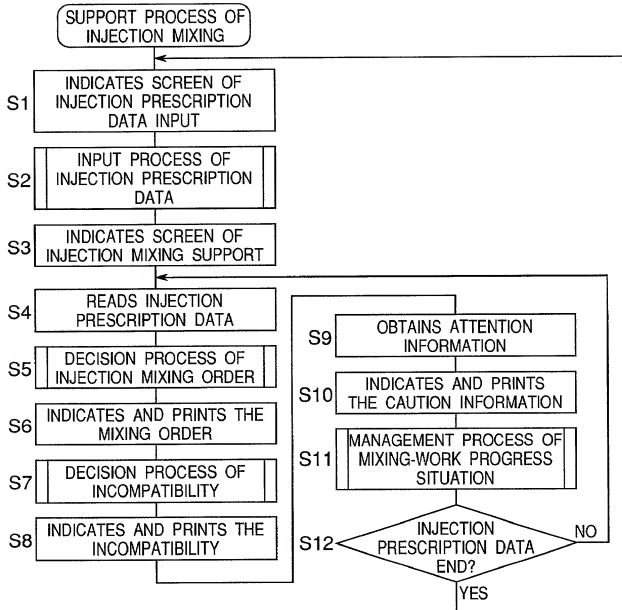 SUPPORT PROCESS OF
INJECTION MIXING
S1
INDICATES SCREEN OF
INJECTION PRESCRIPTION
DATA INPUT
S2
INPUT PROCESS OF
INJECTION PRESCRIPTION
DATA
S3
INDICATES SCREEN OF
INJECTION MIXING SUPPORT
S4
READS INJECTION
PRESCRIPTION DATA
S5
DECISION PROCESS OF
INJECTION MIXING ORDER
S6
INDICATES AND PRINTS THE
MIXING ORDER
S7
DECISION PROCESS OF
INCOMPATIBILITY
S8
INDICATES AND PRINTS THE
INCOMPATIBILITY
S9
OBTAINS ATTENTION
INFORMATION
S10
INDICATES AND PRINTS
THE CAUTION INFORMATION
S11
MANAGEMENT PROCESS OF
MIXING-WORK PROGRESS
SITUATION
S12
INJECTION
PRESCRIPTION DATA
END?
NO
YES